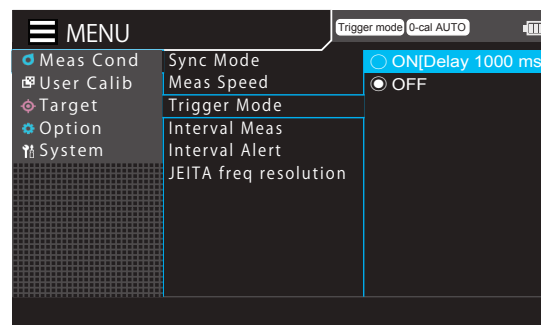 MENU
Trigger mode 0-cal AUTO
Meas Cond
User Calib
Target
Option
System
Sync Mode
Meas Speed
Trigger Mode
Interval Meas
Interval Alert
JEITA freq resolution
ON[Delay 1000 ms
OFF